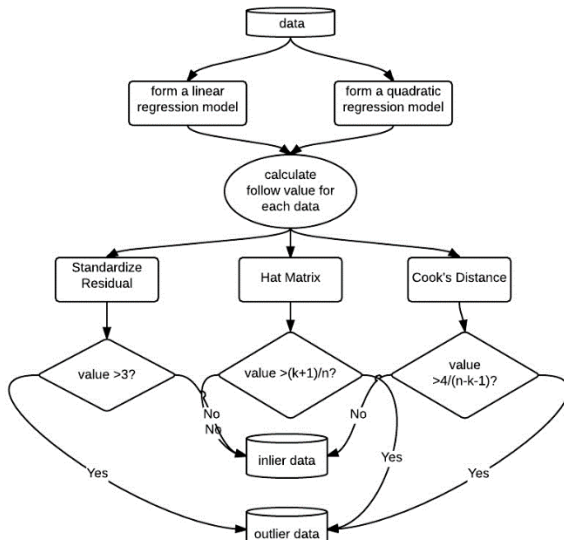 data
form a linear
regression model
form a quadratic
regression model
calculate
follow value for
each data
Standardize
Residual
Hat Matrix
Cook's Distance
value >3?
value >(k+1)/n?
value
>4/(n-k-1)?
No
No
No
inlier data
Yes
Yes
Yes
outlier data